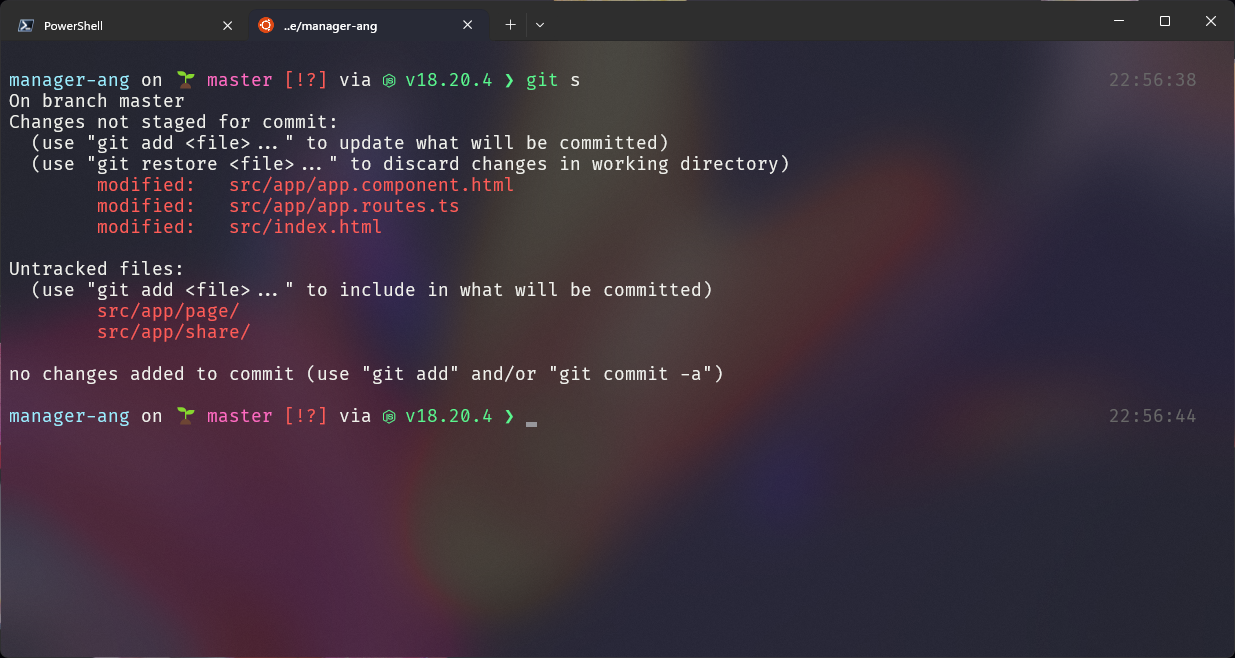 PowerShell
..e/manager-ang
manager-ang on master [!?] via v18.20.4 ❯ git s 22:56:38
On branch master
Changes not staged for commit:
(use "git add <file>..." to update what will be committed)
(use "git restore <file>..." to discard changes in working directory)
modified: src/app/app.component.html
modified: src/app/app.routes.ts
modified: src/index.html
Untracked files:
(use "git add <file>..." to include in what will be committed)
src/app/page/
src/app/share/
no changes added to commit (use "git add" and/or "git commit -a")
manager-ang on master [!?] via v18.20.4 ❯ 22:56:44